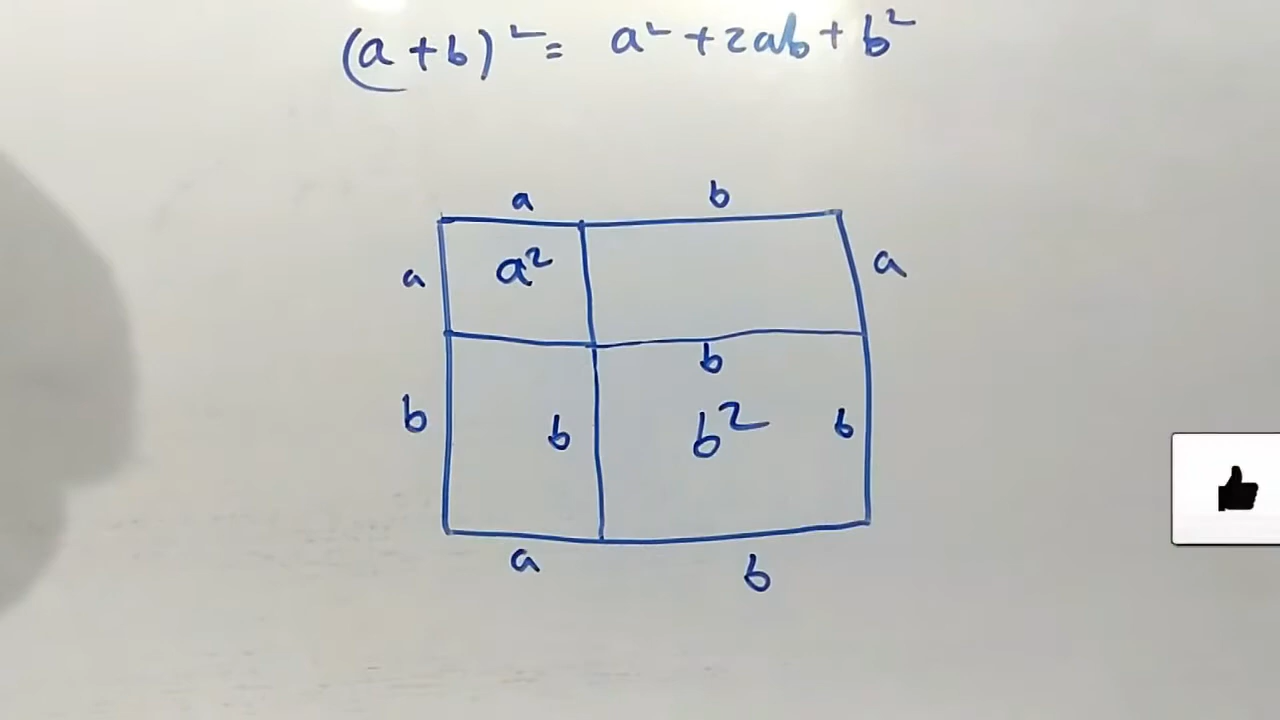 (a+b)² = a² + 2ab + b²
a b
a a² a
b
b b b² b
a b